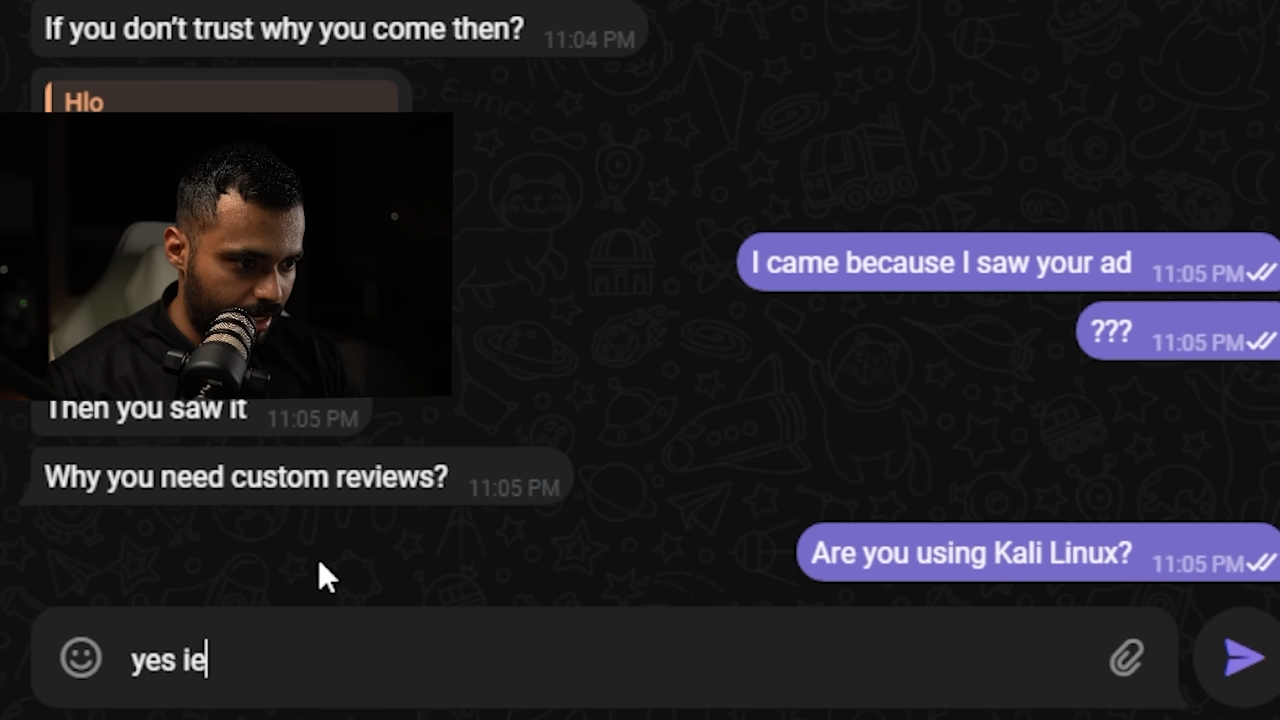 If you don't trust why you come then? 11:04 PM
Hlo
I came because I saw your ad 11:05 PM
??? 11:05 PM
Then you saw it 11:05 PM
Why you need custom reviews? 11:05 PM
Are you using Kali Linux? 11:05 PM
yes ie